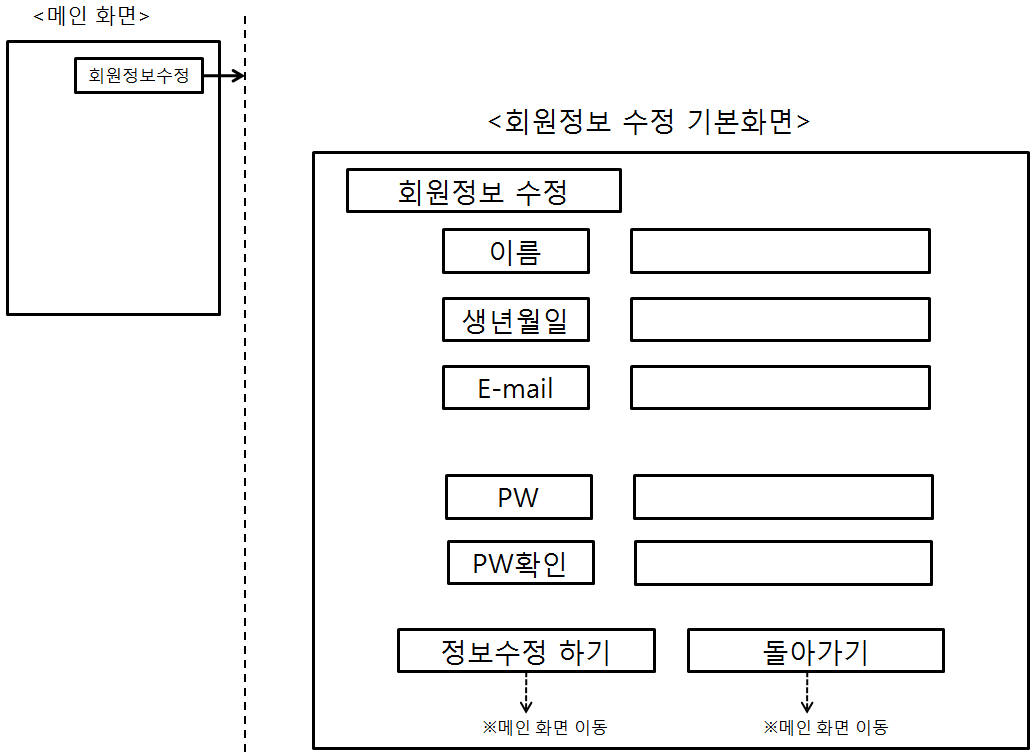 <메인 화면>
회원정보수정
<회원정보 수정 기본화면>
회원정보 수정
이름
생년월일
E-mail
PW
PW확인
정보수정 하기
돌아가기
※메인 화면 이동
※메인 화면 이동